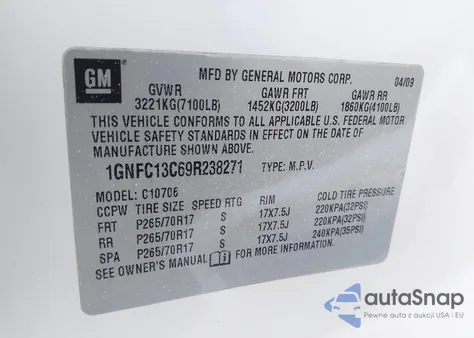 GM
MFD BY GENERAL MOTORS CORP. 04/09
GVWR GAWR FRT GAWR RR
3221KG(7100LB) 1452KG(3200LB) 1860KG(4100LB)
THIS VEHICLE CONFORMS TO ALL APPLICABLE U.S. FEDERAL MOTOR
VEHICLE SAFETY STANDARDS IN EFFECT ON THE DATE OF
MANUFACTURE SHOWN ABOVE.
1GNFC13C69R238271 TYPE: M.P.V.
MODEL: C10706
CCPW TIRE SIZE SPEED RTG RIM COLD TIRE PRESSURE
FRT P265/70R17 S 17X7.5J 220KPA(32PSI)
RR P265/70R17 S 17X7.5J 220KPA(32PSI)
SPA P265/70R17 S 17X7.5J 240KPA(35PSI)
SEE OWNER'S MANUAL FOR MORE INFORMATION.
autaSnap
Pewne auta z aukcji USA i EU